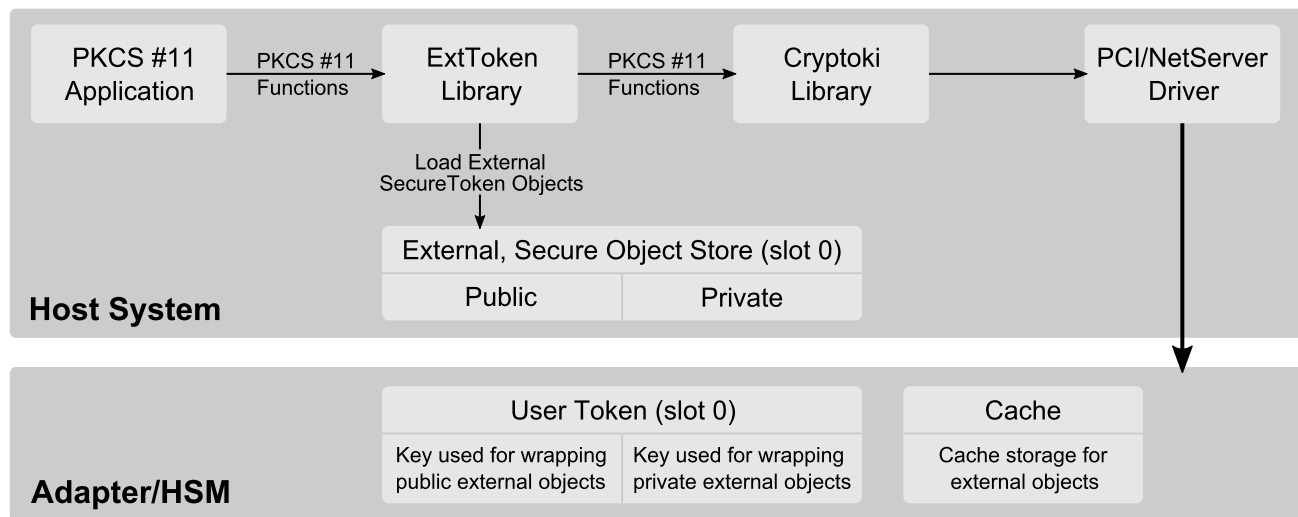 PKCS #11
Application
PKCS #11
Functions
ExtToken
Library
PKCS #11
Functions
Cryptoki
Library
PCI/NetServer
Driver
Load External
SecureToken Objects
External, Secure Object Store (slot 0)
Public
Private
Host System
User Token (slot 0)
Key used for wrapping
public external objects
Key used for wrapping
private external objects
Cache
Cache storage for
external objects
Adapter/HSM